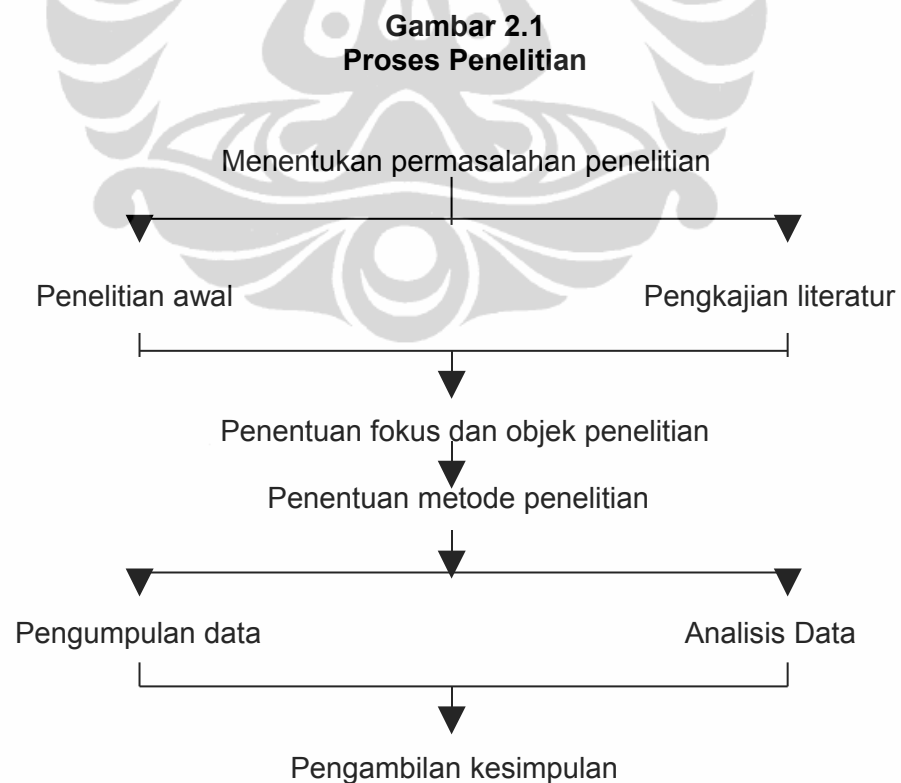 Gambar 2.1
Proses Penelitian
Menentukan permasalahan penelitian
Penelitian awal
Pengkajian literatur
Penentuan fokus dan objek penelitian
Penentuan metode penelitian
Pengumpulan data
Analisis Data
Pengambilan kesimpulan